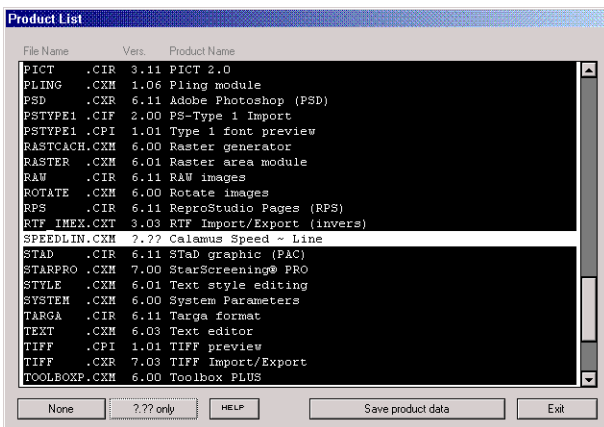 Product List
File Name Vers. Product Name
PICT .CIR 3.11 PICT 2.0
PLING .CXM 1.06 Pling module
PSD .CXR 6.11 Adobe Photoshop (PSD)
PSTYPE1 .CIF 2.00 PS-Type 1 Import
PSTYPE1 .CPI 1.01 Type 1 font preview
RASTCACH.CXM 6.00 Raster generator
RASTER .CXM 6.01 Raster area module
RAW .CIR 6.11 RAW images
ROTATE .CXM 6.00 Rotate images
RPS .CIR 6.11 ReproStudio Pages (RPS)
RTF_IMEX.CXT 3.03 RTF Import/Export (invers)
SPEEDLIN.CXM ?.?? Calamus Speed ~ Line
STAD .CIR 6.11 STaD graphic (PAC)
STARPRO .CXM 7.00 StarScreening® PRO
STYLE .CXM 6.01 Text style editing
SYSTEM .CXM 6.00 System Parameters
TARGA .CIR 6.11 Targa format
TEXT .CXM 6.03 Text editor
TIFF .CPI 1.01 TIFF preview
TIFF .CXR 7.03 TIFF Import/Export
TOOLBOXP.CXM 6.00 Toolbox PLUS
None ?.?? only HELP Save product data Exit